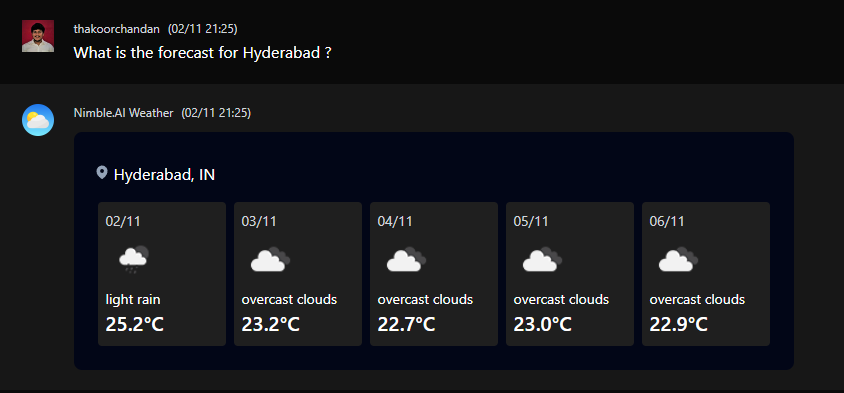 thakoorchandan (02/11 21:25)
What is the forecast for Hyderabad ?
Nimble.AI Weather (02/11 21:25)
Hyderabad, IN
02/11 03/11 04/11 05/11 06/11
light rain overcast clouds overcast clouds overcast clouds overcast clouds
25.2°C 23.2°C 22.7°C 23.0°C 22.9°C